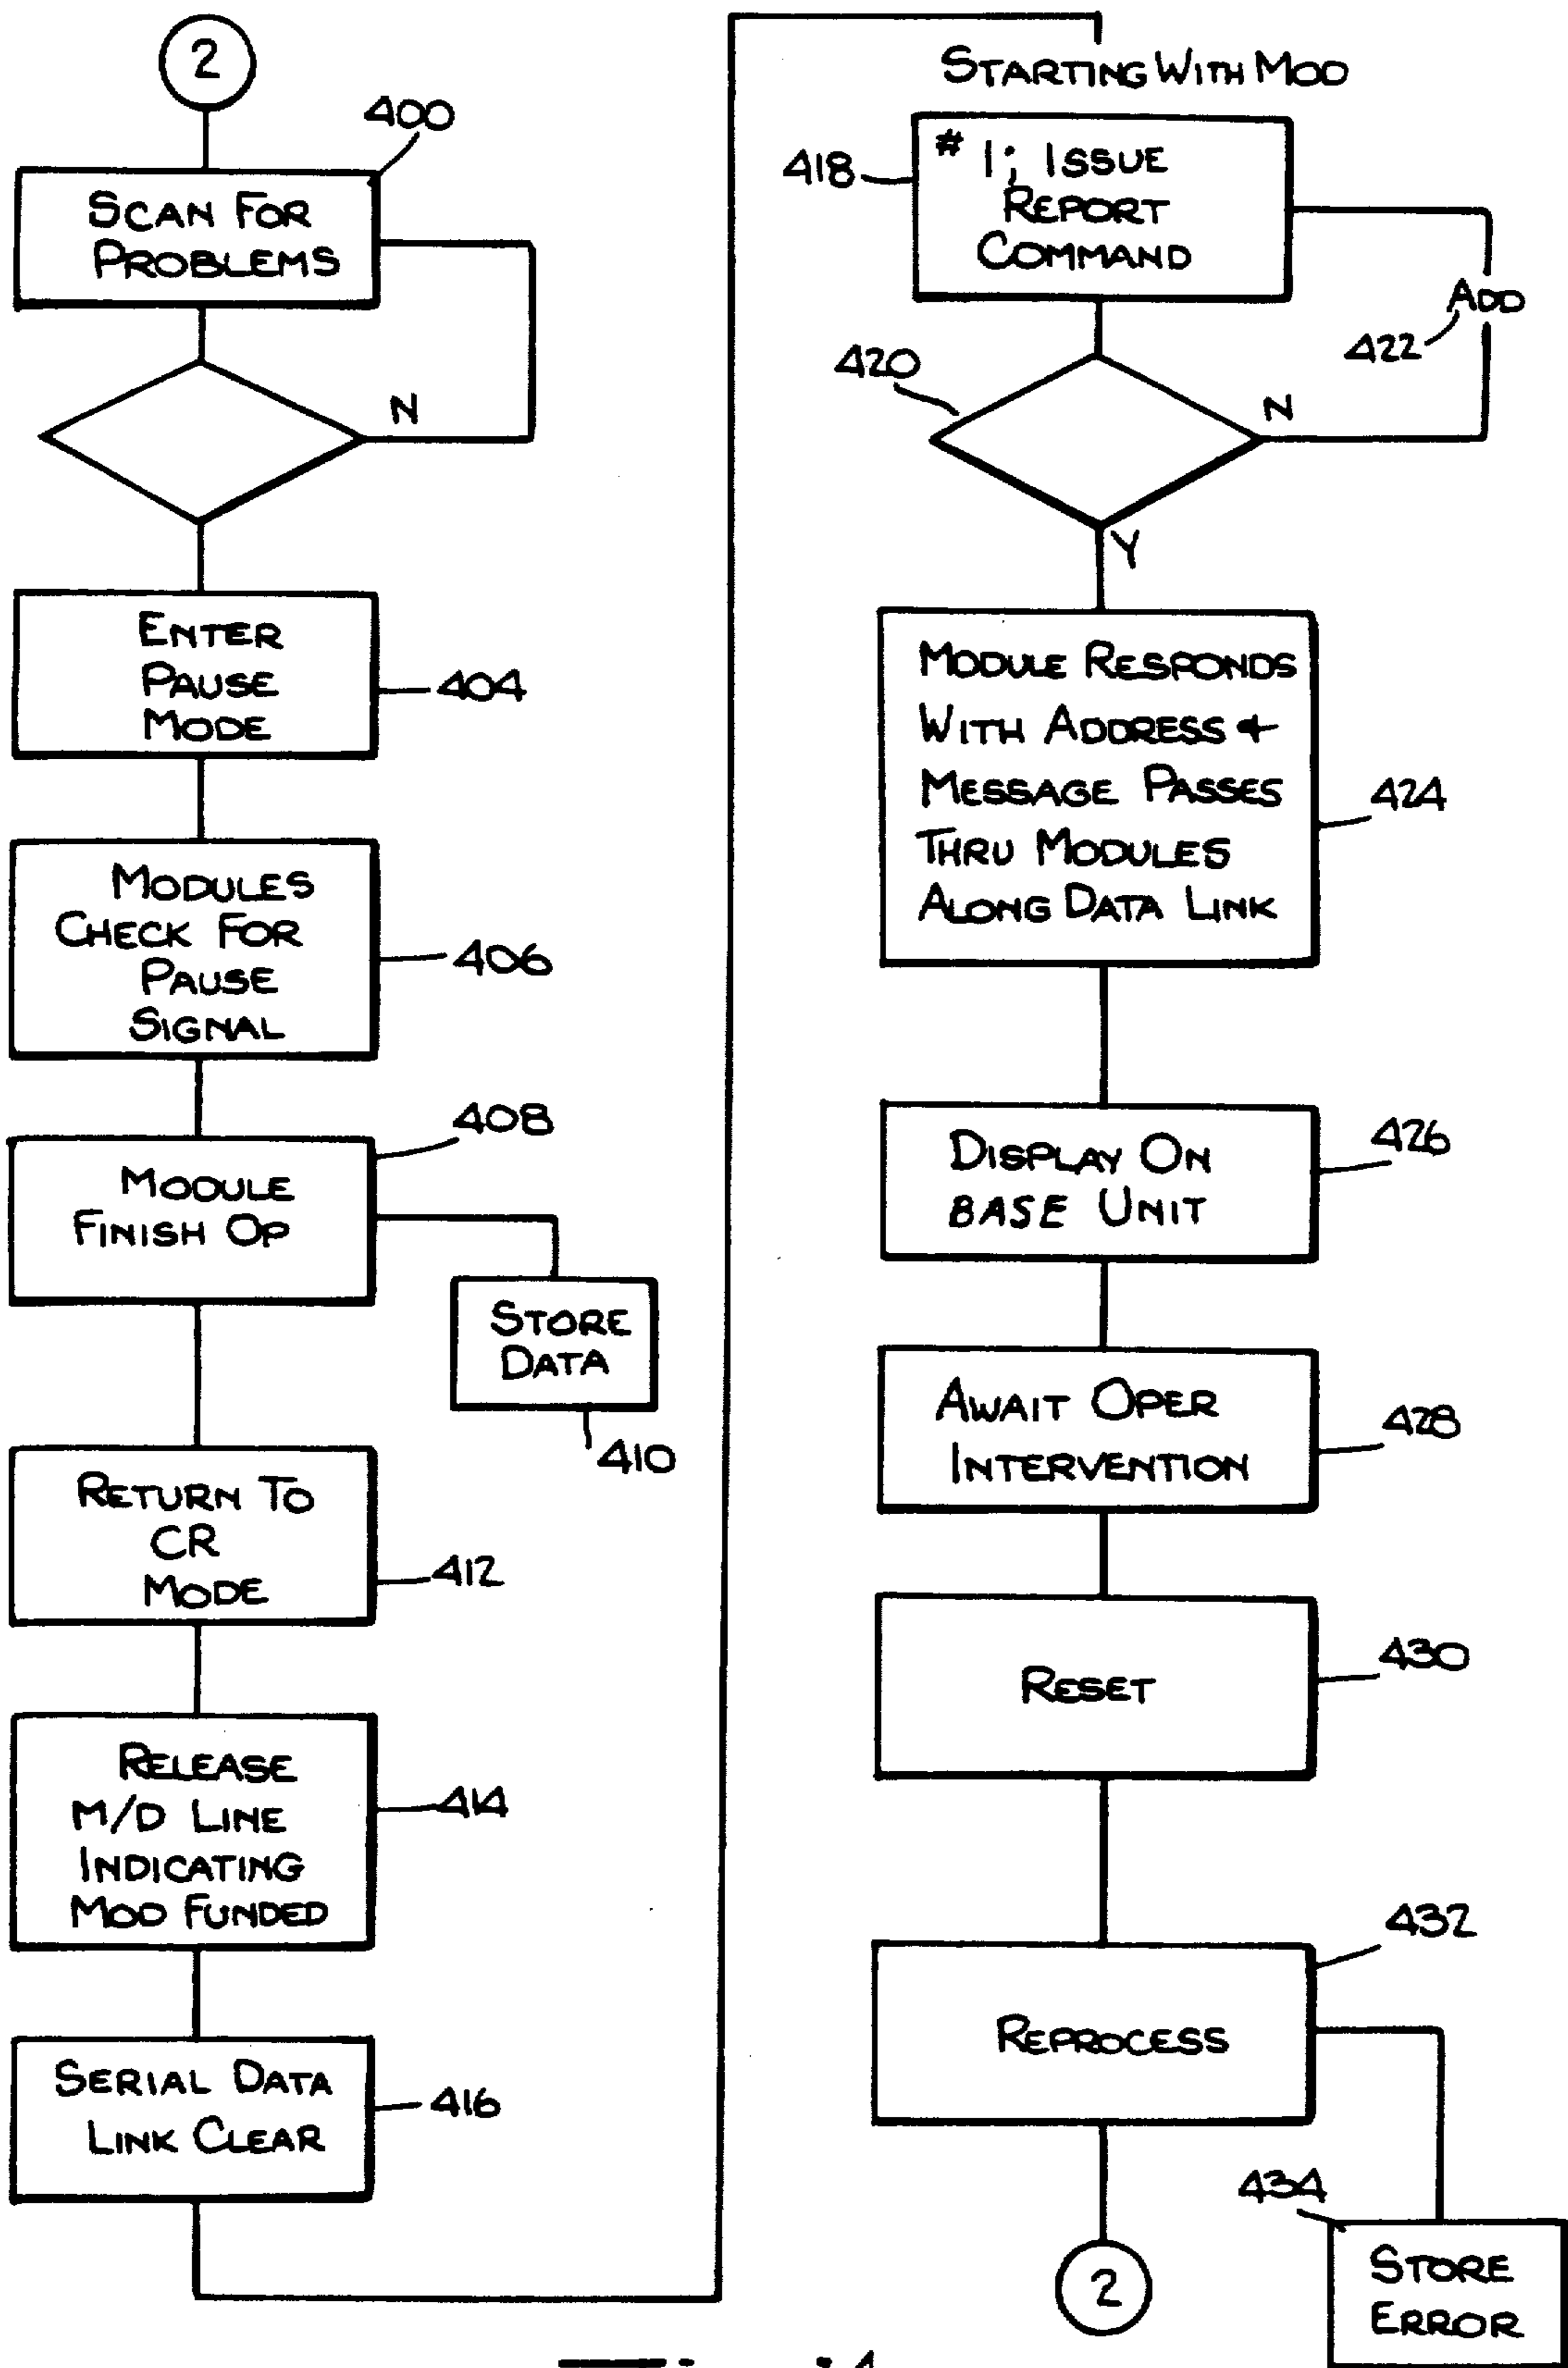 2
400
SCAN FOR
PROBLEMS
N
ENTER
PAUSE
MODE
404
MODULES
CHECK FOR
PAUSE
SIGNAL
406
408
MODULE
FINISH OP
STORE
DATA
410
RETURN TO
CR
MODE
412
RELEASE
M/D LINE
INDICATING
MOD FUNDED
414
SERIAL DATA
LINK CLEAR
416
STARTING WITH MOD
# 1; ISSUE
REPORT
COMMAND
418
ADD
422
420
N
Y
MODULE RESPONDS
WITH ADDRESS &
MESSAGE PASSES
THRU MODULES
ALONG DATA LINK
424
DISPLAY ON
BASE UNIT
426
AWAIT OPER
INTERVENTION
428
RESET
430
432
REPROCESS
434
STORE
ERROR
2